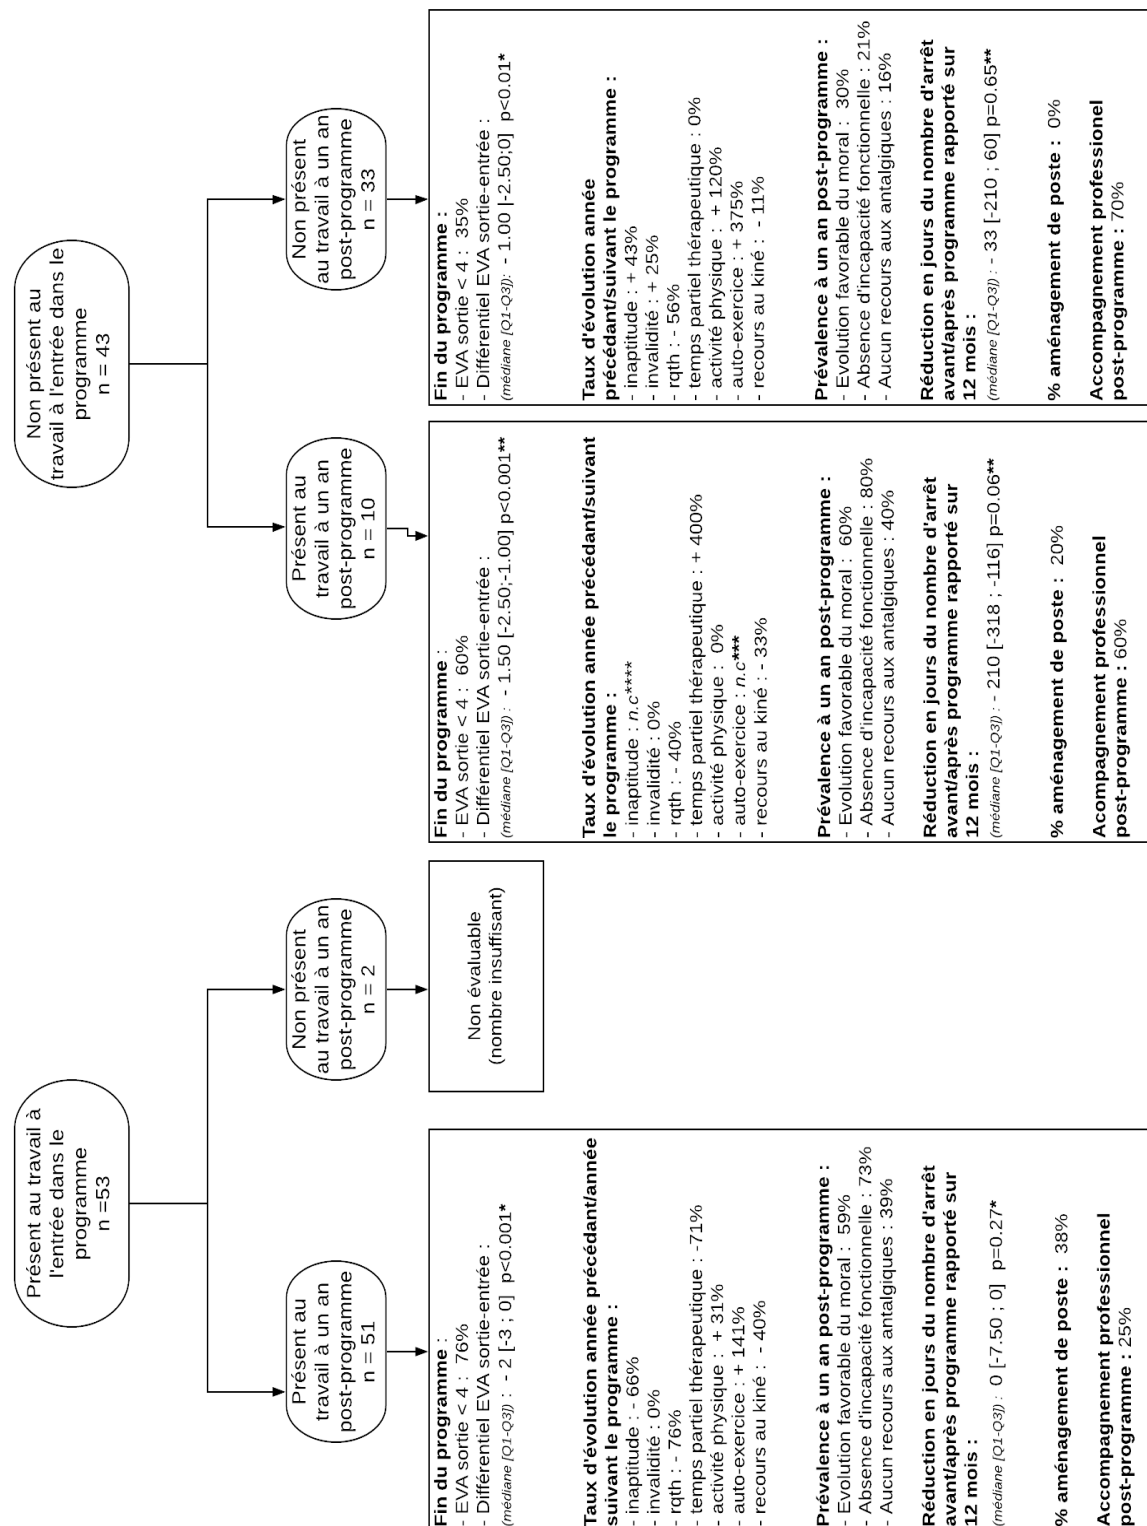 Présent au travail à
l'entrée dans le
programme
n =53
Non présent au
travail à l'entrée dans le
programme
n = 43
Présent au
travail à un an
post-programme
n = 51
Non présent
au travail à un an
post-programme
n = 2
Présent au
travail à un an
post-programme
n = 10
Non présent
au travail à un an
post-programme
n = 33
Fin du programme :
- EVA sortie < 4 : 76%
- Différentiel EVA sortie-entrée :
(médiane [Q1-Q3]) : - 2 [-3 ; 0] p<0.001*
Taux d'évolution année précédant/année
suivant le programme :
- inaptitude : - 66%
- invalidité : 0%
- rqth : - 76%
- temps partiel thérapeutique : -71%
- activité physique : + 31%
- auto-exercice : + 141%
- recours au kiné : - 40%
Prévalence à un an post-programme :
- Evolution favorable du moral : 59%
- Absence d'incapacité fonctionnelle : 73%
- Aucun recours aux antalgiques : 39%
Réduction en jours du nombre d'arrêt
avant/après programme rapporté sur
12 mois :
(médiane [Q1-Q3]) : 0 [-7.50 ; 0] p=0.27*
% aménagement de poste : 38%
Accompagnement professionnel
post-programme : 25%
Non évaluable
(nombre insuffisant)
Fin du programme :
- EVA sortie < 4 : 60%
- Différentiel EVA sortie-entrée :
(médiane [Q1-Q3]) : - 1.50 [-2.50;-1.00] p<0.001**
Taux d'évolution année précédant/suivant
le programme :
- inaptitude : n.c****
- invalidité : 0%
- rqth : - 40%
- temps partiel thérapeutique : + 400%
- activité physique : 0%
- auto-exercice : n.c***
- recours au kiné : - 33%
Prévalence à un an post-programme :
- Evolution favorable du moral : 60%
- Absence d'incapacité fonctionnelle : 80%
- Aucun recours aux antalgiques : 40%
Réduction en jours du nombre d'arrêt
avant/après programme rapporté sur
12 mois :
(médiane [Q1-Q3]) : - 210 [-318 ; -116] p=0.06**
% aménagement de poste : 20%
Acompagnement professionnel
post-programme : 60%
Fin du programme :
- EVA sortie < 4 : 35%
- Différentiel EVA sortie-entrée :
(médiane [Q1-Q3]): - 1.00 [-2.50;0] p<0.01*
Taux d'évolution année
précédant/suivant le programme :
- inaptitude : + 43%
- invalidité : + 25%
- rqth : - 56%
- temps partiel thérapeutique : 0%
- activité physique : + 120%
- auto-exercice : + 375%
- recours au kiné : - 11%
Prévalence à un an post-programme :
- Evolution favorable du moral : 30%
- Absence d'incapacité fonctionnelle : 21%
- Aucun recours aux antalgiques : 16%
Réduction en jours du nombre d'arrêt
avant/après programme rapporté sur
12 mois :
(médiane [Q1-Q3]) : - 33 [-210 ; 60] p=0.65**
% aménagement de poste : 0%
Accompagnement professionel
post-programme : 70%